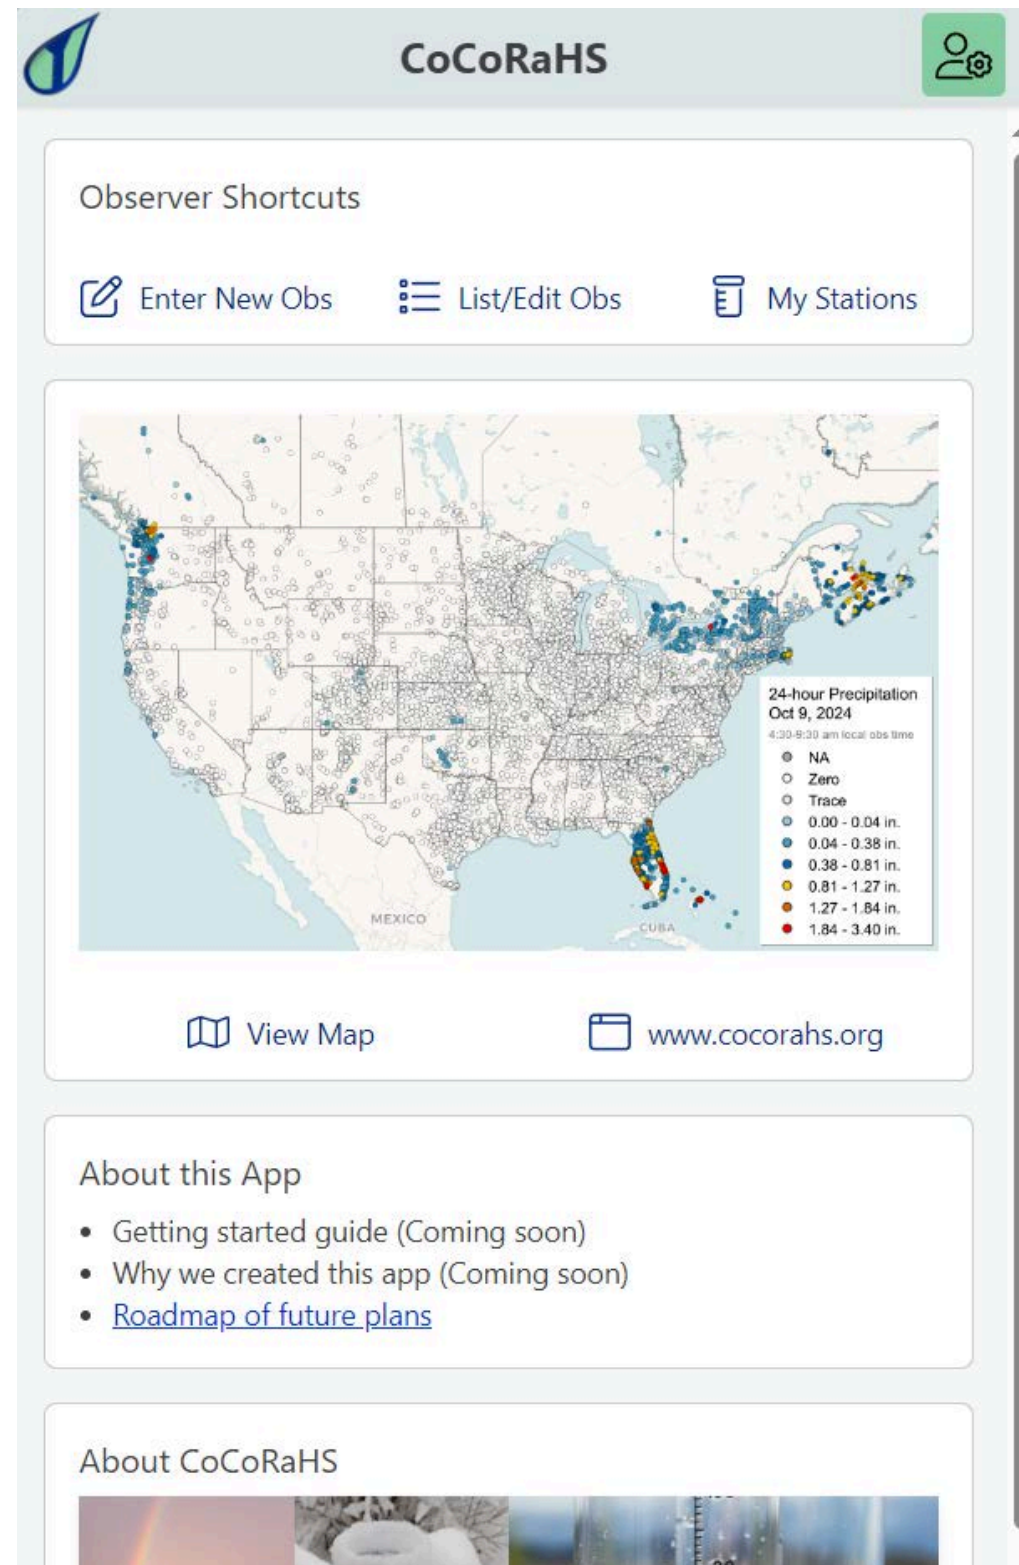 CoCoRaHS
Observer Shortcuts
Enter New Obs
List/Edit Obs
My Stations
24-hour Precipitation
Oct 9, 2024
4:30-9:30 am local obs time
NA
Zero
Trace
0.00 - 0.04 in.
0.04 - 0.38 in.
0.38 - 0.81 in.
0.81 - 1.27 in.
1.27 - 1.84 in.
1.84 - 3.40 in.
MEXICO
CUBA
View Map
www.cocorahs.org
About this App
• Getting started guide (Coming soon)
• Why we created this app (Coming soon)
• Roadmap of future plans
About CoCoRaHS